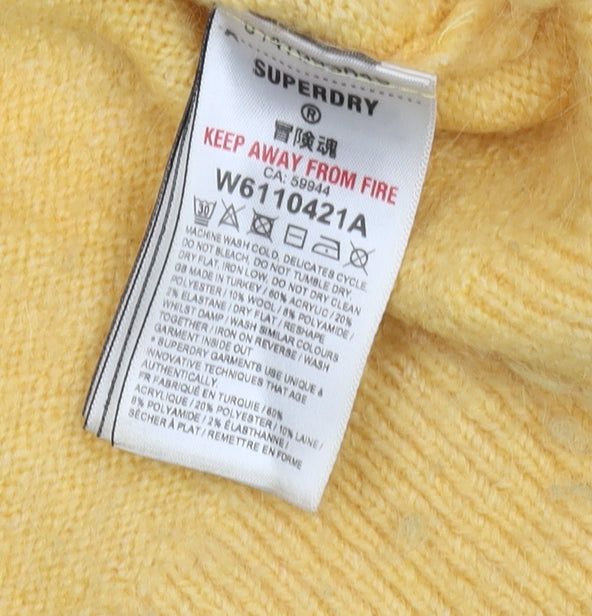 SUPERDRY
®
冒険魂
KEEP AWAY FROM FIRE
CA: 59944
W6110421A
30
MACHINE WASH COLD, DELICATES CYCLE,
DO NOT BLEACH, DO NOT TUMBLE DRY,
DRY FLAT, IRON LOW, DO NOT DRY CLEAN
GB MADE IN TURKEY / 60% ACRYLIC / 20%
POLYESTER / 10% WOOL / 8% POLYAMIDE /
2% ELASTANE / DRY FLAT / RESHAPE
WHILST DAMP / WASH SIMILAR COLOURS
TOGETHER / IRON ON REVERSE / WASH
GARMENT INSIDE OUT
* SUPERDRY GARMENTS USE UNIQUE &
INNOVATIVE TECHNIQUES THAT AGE
AUTHENTICALLY.
FR FABRIQUÉ EN TURQUIE / 60%
ACRYLIQUE / 20% POLYESTER / 10% LAINE /
8% POLYAMIDE / 2% ÉLASTHANNE /
SÉCHER À PLAT / REMETTRE EN FORME